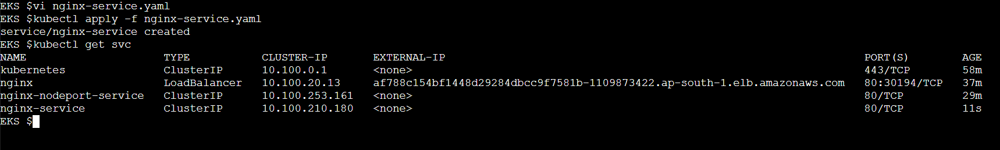 EKS $vi nginx-service.yaml
EKS $kubectl apply -f nginx-service.yaml
service/nginx-service created
EKS $kubectl get svc
NAME TYPE CLUSTER-IP EXTERNAL-IP PORT(S) AGE
kubernetes ClusterIP 10.100.0.1 <none> 443/TCP 58m
nginx LoadBalancer 10.100.20.13 af788c154bf1448d29284dbcc9f7581b-1109873422.ap-south-1.elb.amazonaws.com 80:30194/TCP 37m
nginx-nodeport-service ClusterIP 10.100.253.161 <none> 80/TCP 29m
nginx-service ClusterIP 10.100.210.180 <none> 80/TCP 11s
EKS $